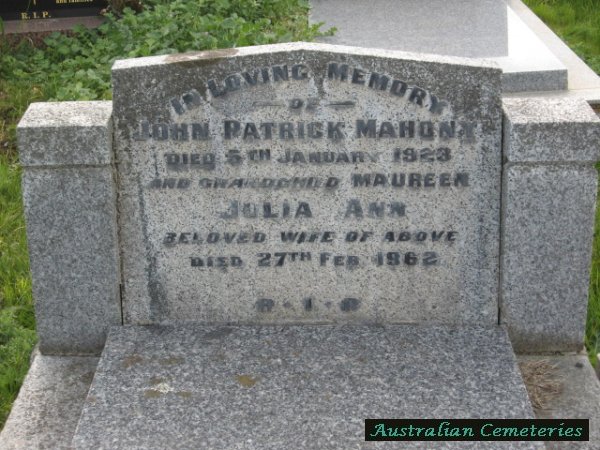 R.I.P.
IN LOVING MEMORY
OF
JOHN PATRICK MAHONY
DIED 5TH JANUARY 1923
AND GRANDCHILD MAUREEN
JULIA ANN
BELOVED WIFE OF ABOVE
DIED 27TH FEB. 1962
R·I·P
Australian Cemeteries